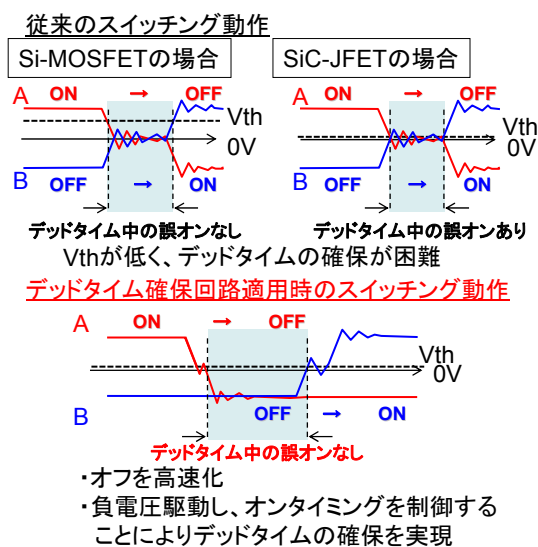 従来のスイッチング動作
Si-MOSFETの場合
SiC-JFETの場合
A ON → OFF
Vth
0V
B OFF → ON
デッドタイム中の誤オンなし
A ON → OFF
Vth
0V
B OFF → ON
デッドタイム中の誤オンあり
Vthが低く、デッドタイムの確保が困難
デッドタイム確保回路適用時のスイッチング動作
A ON → OFF
Vth
0V
B OFF → ON
デッドタイム中の誤オンなし
・オフを高速化
・負電圧駆動し、オンタイミングを制御する
ことによりデッドタイムの確保を実現